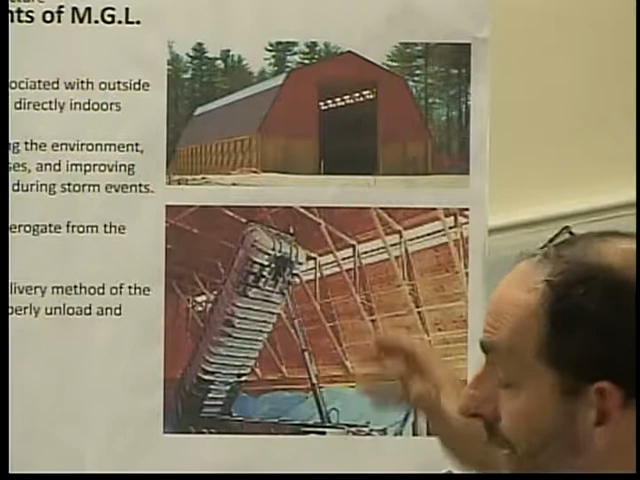 nts of M.G.L.
ociated with outside
directly indoors
ng the environment,
ses, and improving
during storm events.
erogate from the
livery method of the
perly unload and